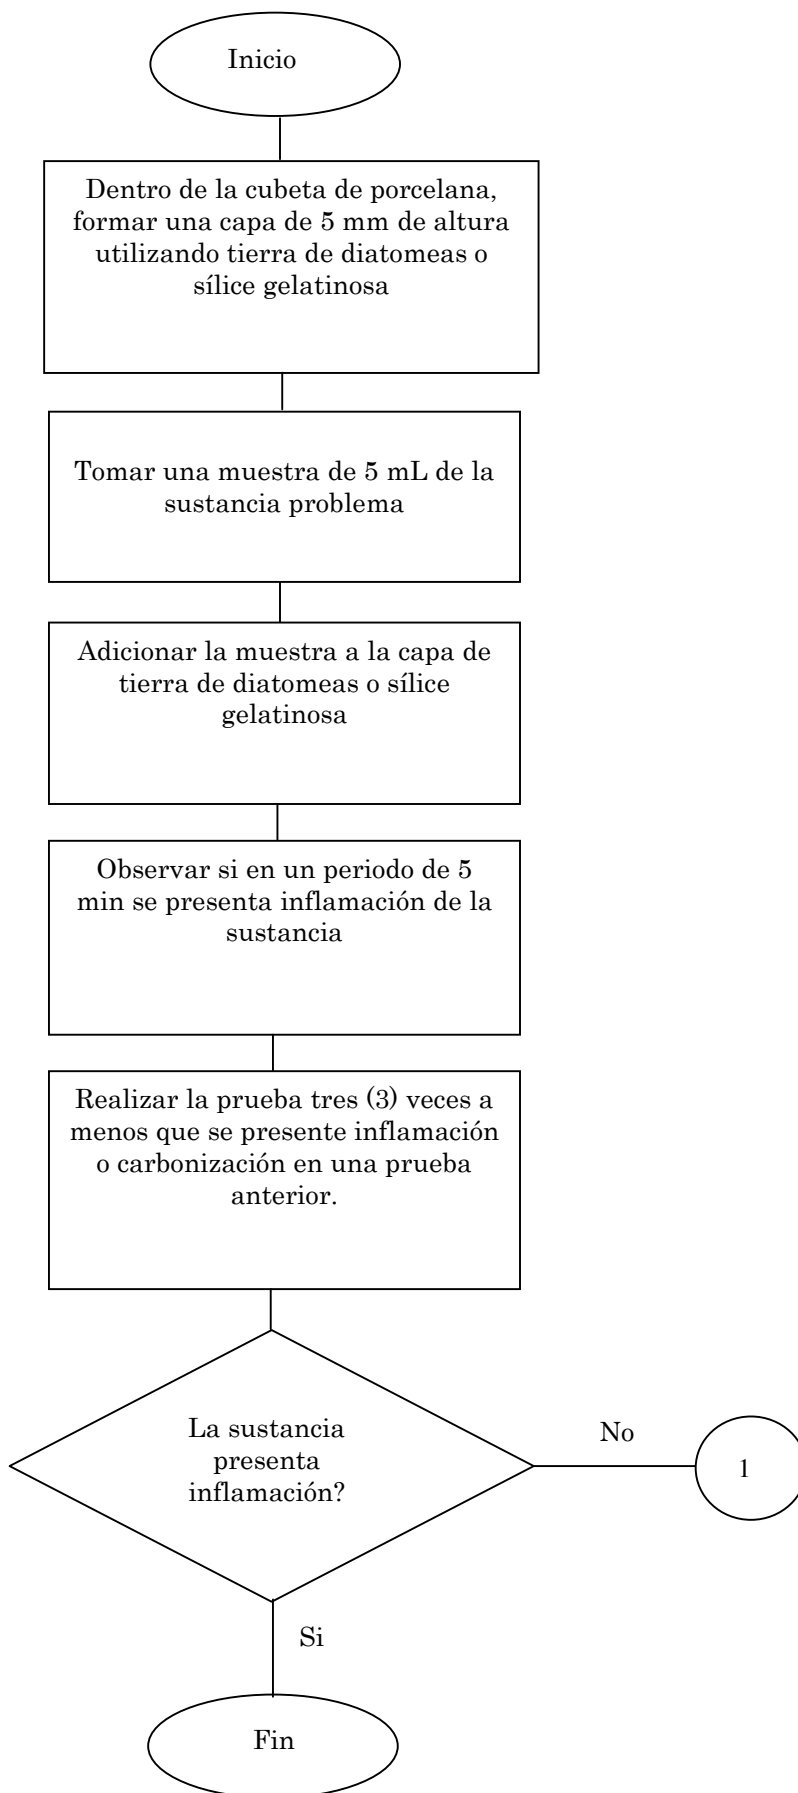 Inicio
Dentro de la cubeta de porcelana,
formar una capa de 5 mm de altura
utilizando tierra de diatomeas o
sílice gelatinosa
Tomar una muestra de 5 mL de la
sustancia problema
Adicionar la muestra a la capa de
tierra de diatomeas o sílice
gelatinosa
Observar si en un periodo de 5
min se presenta inflamación de la
sustancia
Realizar la prueba tres (3) veces a
menos que se presente inflamación
o carbonización en una prueba
anterior.
La sustancia
presenta
inflamación?
No
1
Si
Fin